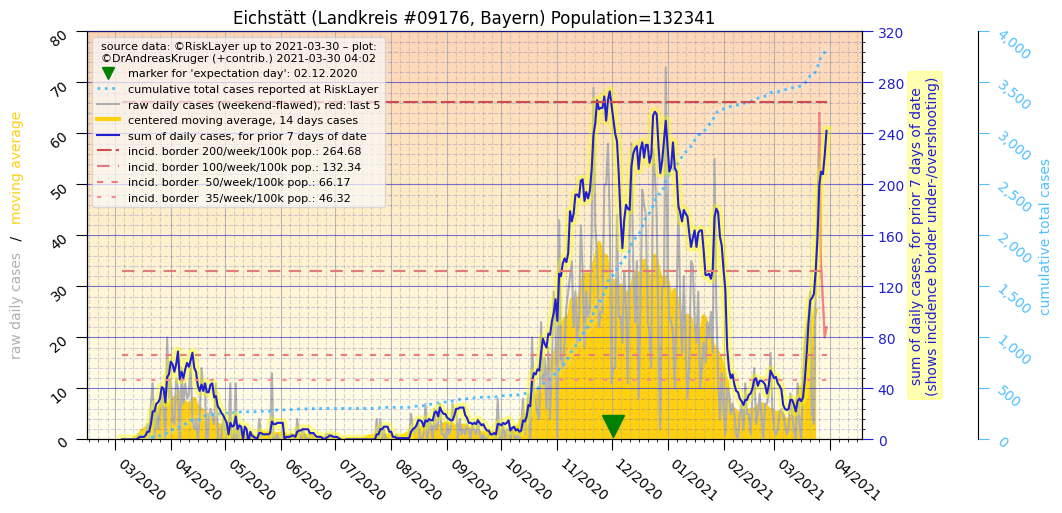 Eichstätt (Landkreis #09176, Bayern) Population=132341
source data: ©RiskLayer up to 2021-03-30 – plot:
©DrAndreasKruger (+contrib.) 2021-03-30 04:02
marker for 'expectation day': 02.12.2020
cumulative total cases reported at RiskLayer
raw daily cases (weekend-flawed), red: last 5
centered moving average, 14 days cases
sum of daily cases, for prior 7 days of date
incid. border 200/week/100k pop.: 264.68
incid. border 100/week/100k pop.: 132.34
incid. border  50/week/100k pop.: 66.17
incid. border  35/week/100k pop.: 46.32
raw daily cases / moving average
80
70
60
50
40
30
20
10
0
320
280
240
200
160
120
80
40
0
sum of daily cases, for prior 7 days of date
(shows incidence border under-/overshooting)
4,000
3,500
3,000
2,500
2,000
1,500
1,000
500
0
cumulative total cases
03/2020
04/2020
05/2020
06/2020
07/2020
08/2020
09/2020
10/2020
11/2020
12/2020
01/2021
02/2021
03/2021
04/2021